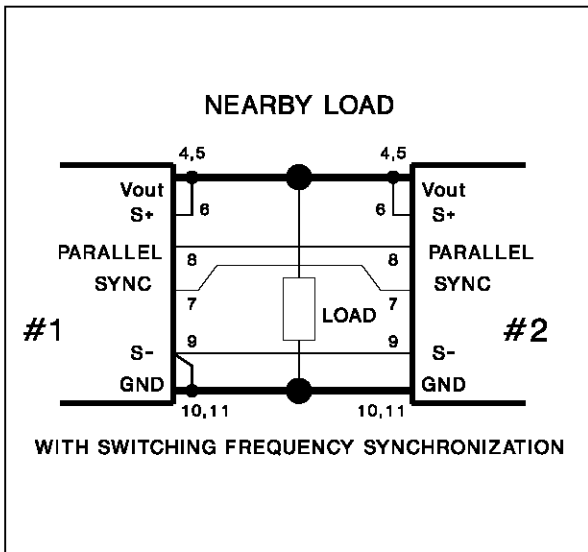 NEARBY LOAD
4,5 4,5
Vout Vout
S+ 6 6 S+
PARALLEL 8 8 PARALLEL
SYNC 7 7 SYNC
LOAD
#1 #2
9 9
S- S-
GND GND
10,11 10,11
WITH SWITCHING FREQUENCY SYNCHRONIZATION